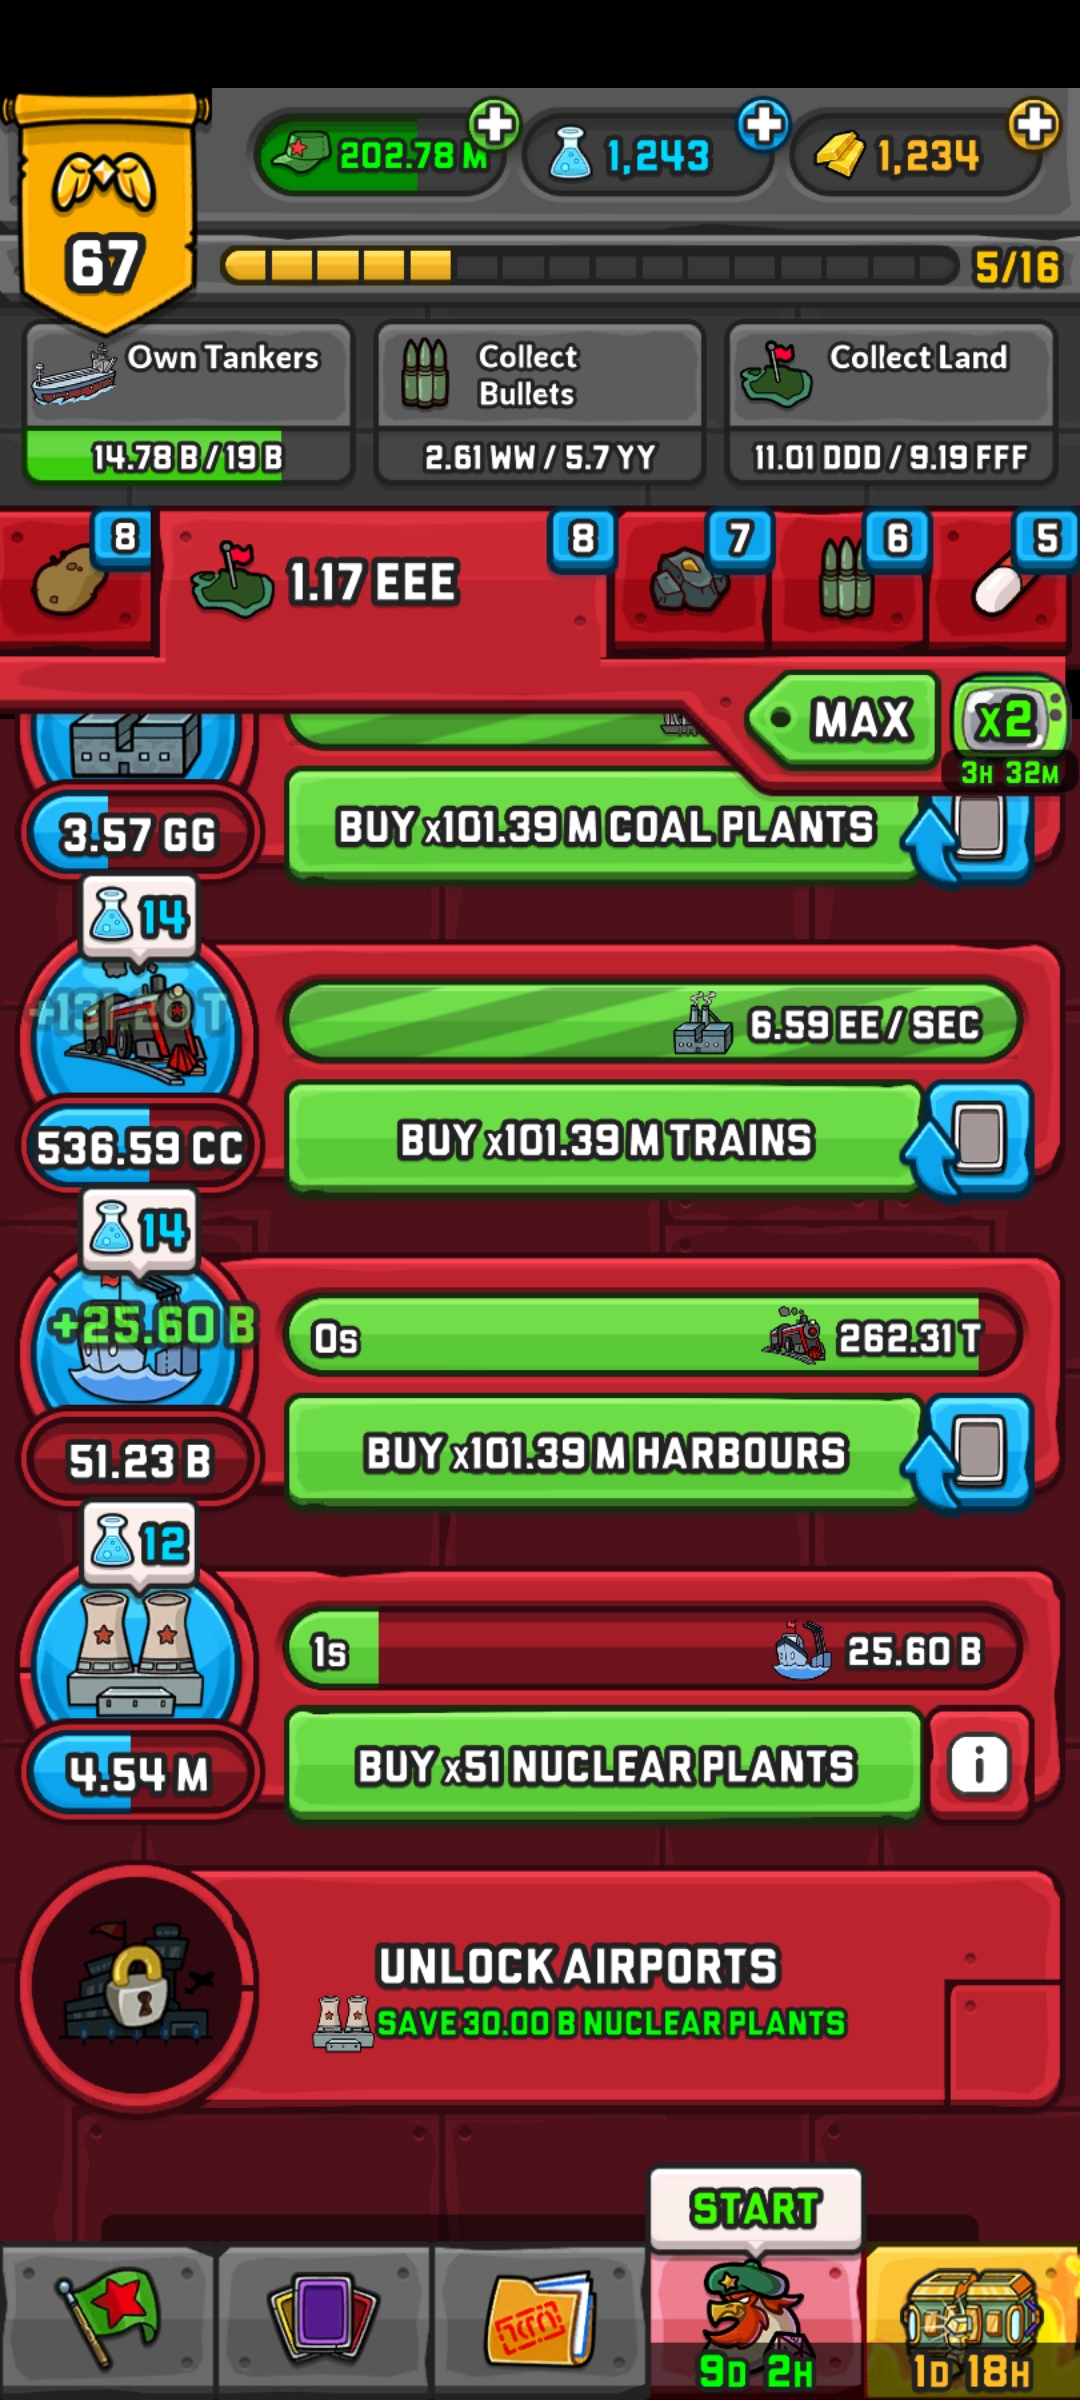 202.78 M
1,243
1,234
67
5/16
Own Tankers
14.78 B / 19 B
Collect
Bullets
2.61 WW / 5.7 YY
Collect Land
11.01 DDD / 9.19 FFF
8
1.17 EEE
8
7
6
5
MAX
x2
3H 32M
3.57 GG
BUY x101.39 M COAL PLANTS
14
6.59 EE / SEC
536.59 CC
BUY x101.39 M TRAINS
14
+25.60 B
0s
262.31 T
51.23 B
BUY x101.39 M HARBOURS
12
1s
25.60 B
4.54 M
BUY x51 NUCLEAR PLANTS
i
UNLOCK AIRPORTS
SAVE 30.00 B NUCLEAR PLANTS
START
9D 2H
1D 18H